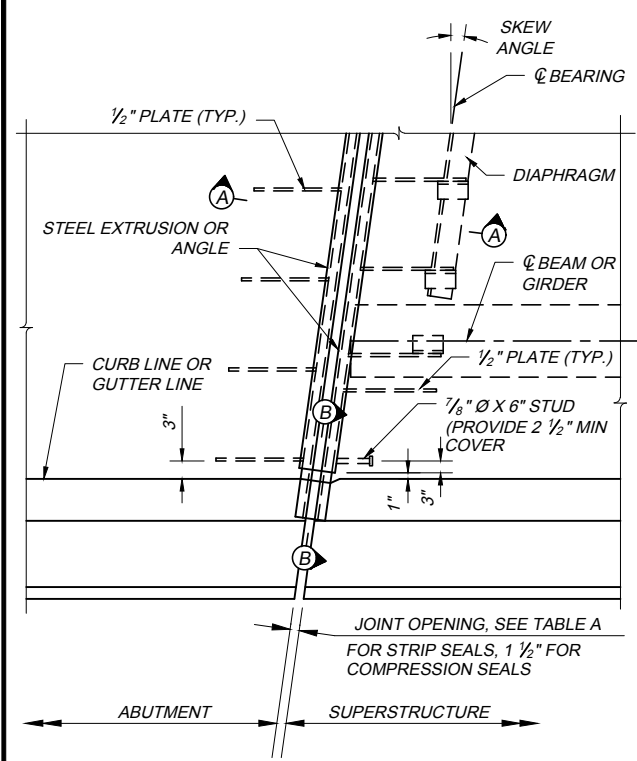 SKEW
ANGLE
℄ BEARING
½" PLATE (TYP.)
DIAPHRAGM
A
A
STEEL EXTRUSION OR
ANGLE
℄ BEAM OR
GIRDER
CURB LINE OR
GUTTER LINE
½" PLATE (TYP.)
3"
B
⅞" Ø X 6" STUD
(PROVIDE 2 ½" MIN
COVER
1"
3"
B
JOINT OPENING, SEE TABLE A
FOR STRIP SEALS, 1 ½" FOR
COMPRESSION SEALS
ABUTMENT
SUPERSTRUCTURE